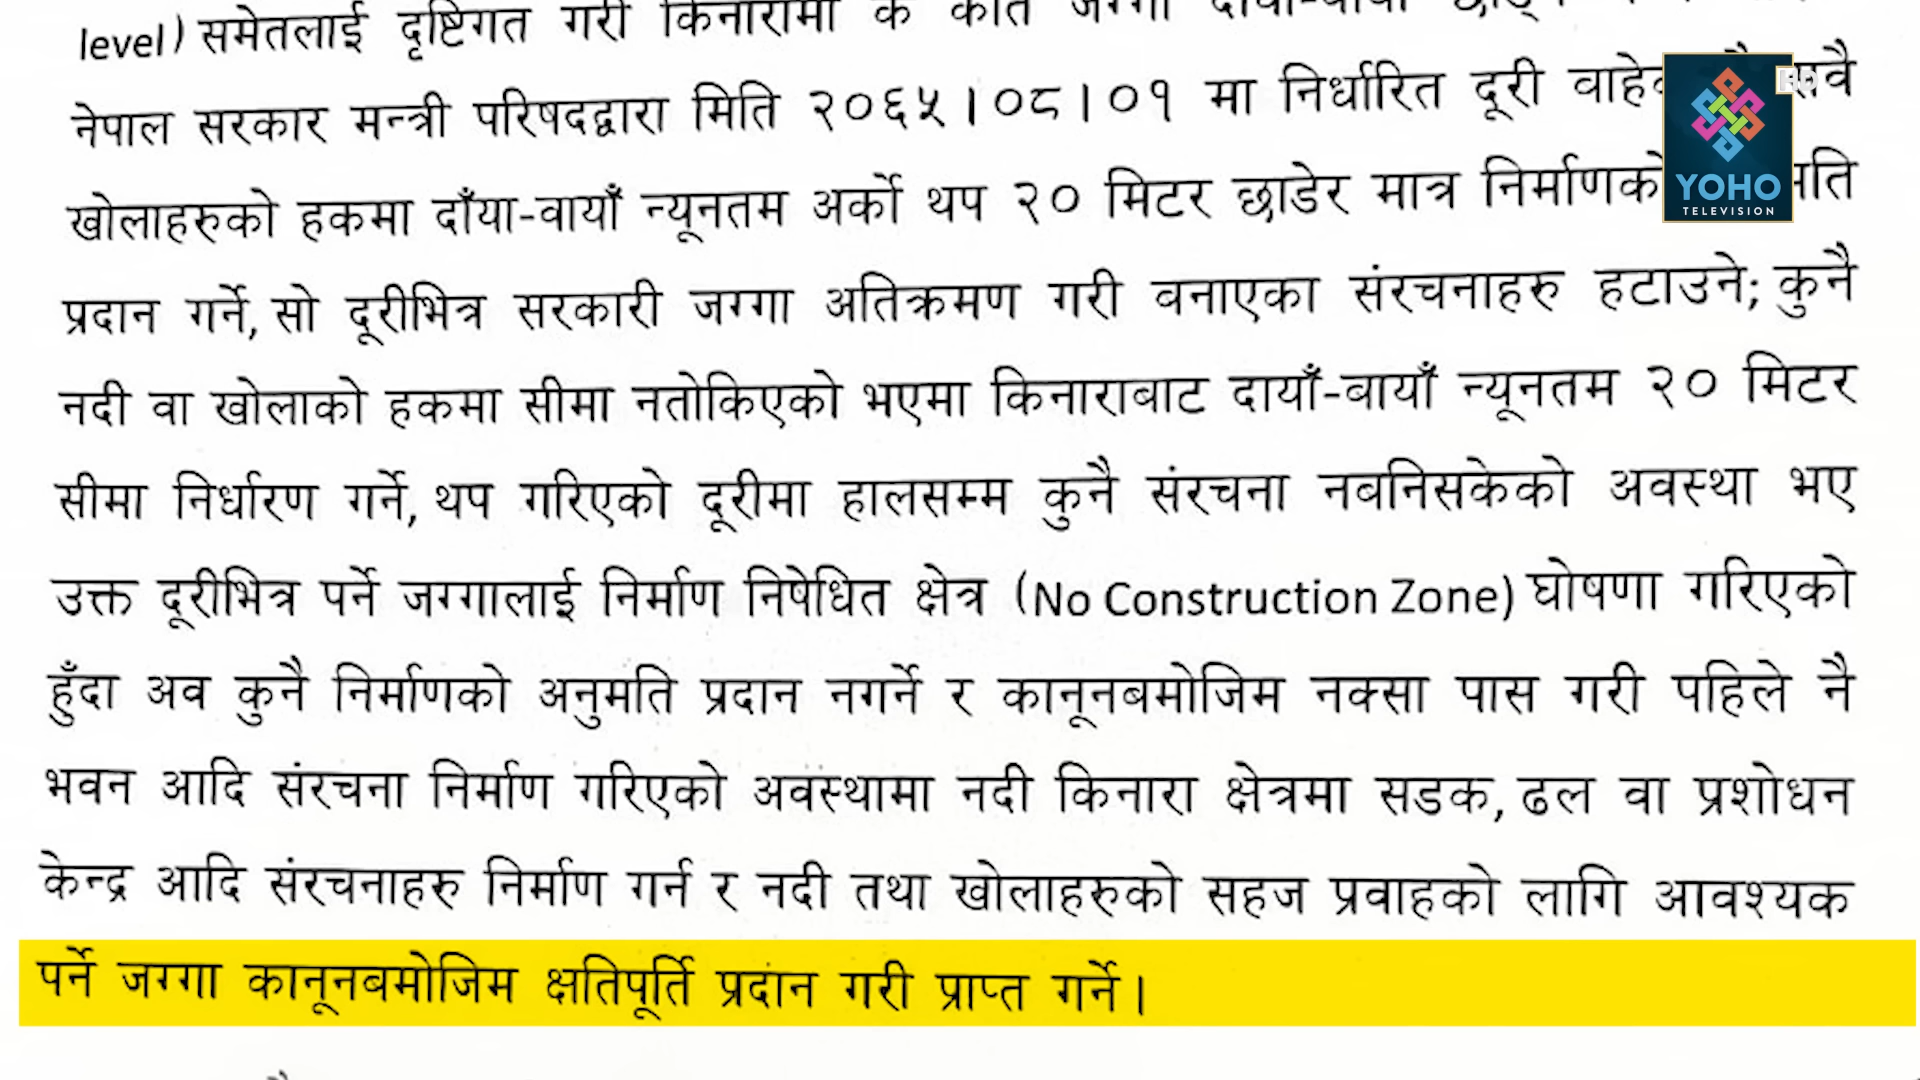 level) समेतलाई दृष्टिगत गरी किनारामा के कति जग्गा दायाँ-बायाँ
नेपाल सरकार मन्त्री परिषदद्वारा मिति २०६५।०८।०१ मा निर्धारित दूरी वाहेक
खोलाहरुको हकमा दाँया-वायाँ न्यूनतम अर्को थप २० मिटर छाडेर मात्र निर्माणको
प्रदान गर्ने, सो दूरीभित्र सरकारी जग्गा अतिक्रमण गरी वनाएका संरचनाहरु हटाउने; कुनै
नदी वा खोलाको हकमा सीमा नतोकिएको भएमा किनाराबाट दायाँ-बायाँ न्यूनतम २० मिटर
सीमा निर्धारण गर्ने, थप गरिएको दूरीमा हालसम्म कुनै संरचना नबनिसकेको अवस्था भए
उक्त दूरीभित्र पर्ने जग्गालाई निर्माण निषेधित क्षेत्र (No Construction Zone) घोषणा गरिएको
हुँदा अव कुनै निर्माणको अनुमति प्रदान नगर्ने र कानूनबमोजिम नक्सा पास गरी पहिले नै
भवन आदि संरचना निर्माण गरिएको अवस्थामा नदी किनारा क्षेत्रमा सडक, ढल वा प्रशोधन
केन्द्र आदि संरचनाहरु निर्माण गर्न र नदी तथा खोलाहरुको सहज प्रवाहको लागि आवश्यक
पर्ने जग्गा कानूनबमोजिम क्षतिपूर्ति प्रदान गरी प्राप्त गर्ने।
HD
YOHO
TELEVISION